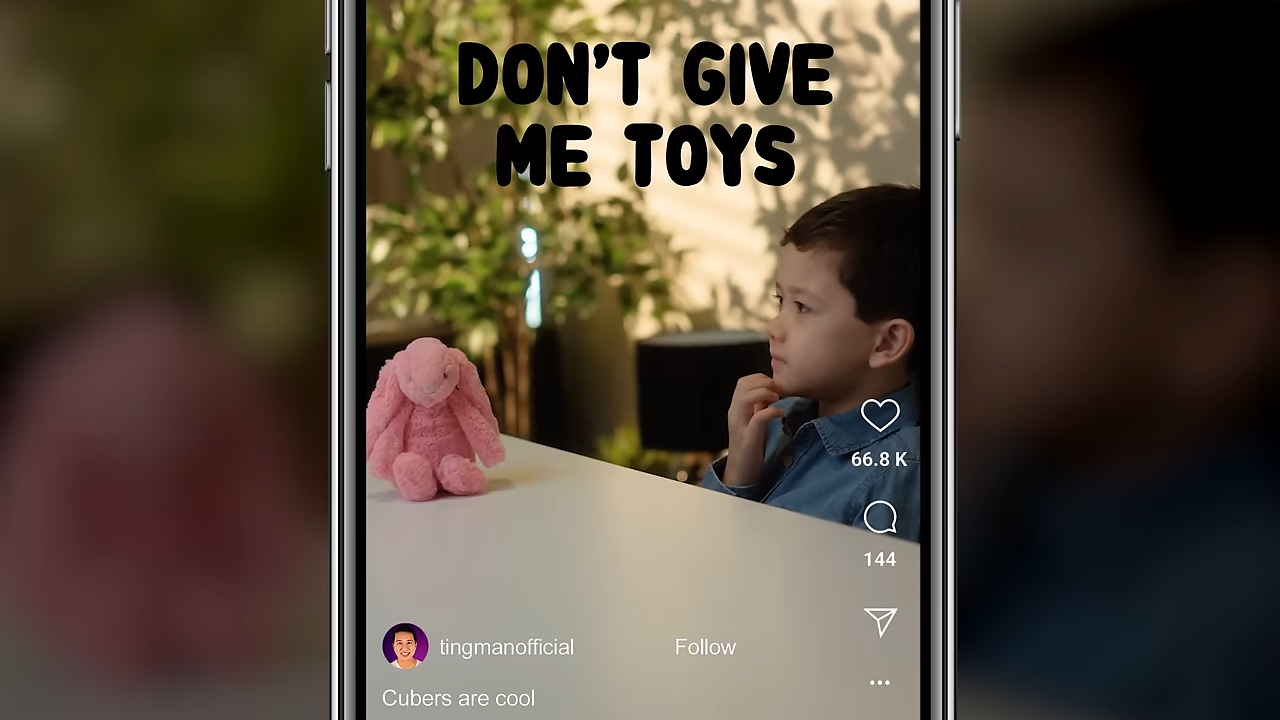 DON'T GIVE
ME TOYS
66.8 K
144
tingmanofficial
Follow
Cubers are cool